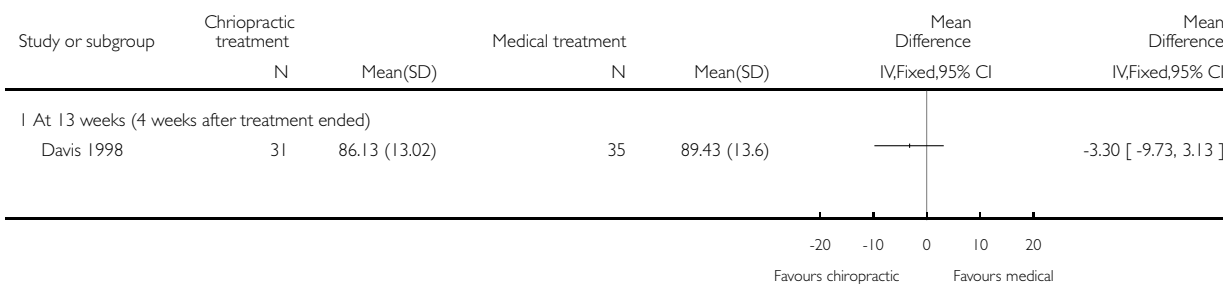 Study or subgroup
Chriopractic
treatment
Medical treatment
Mean
Difference
Mean
Difference
N Mean(SD) N Mean(SD) IV,Fixed,95% CI IV,Fixed,95% CI
1 At 13 weeks (4 weeks after treatment ended)
Davis 1998 31 86.13 (13.02) 35 89.43 (13.6) -3.30 [ -9.73, 3.13 ]
-20 -10 0 10 20
Favours chiropractic Favours medical